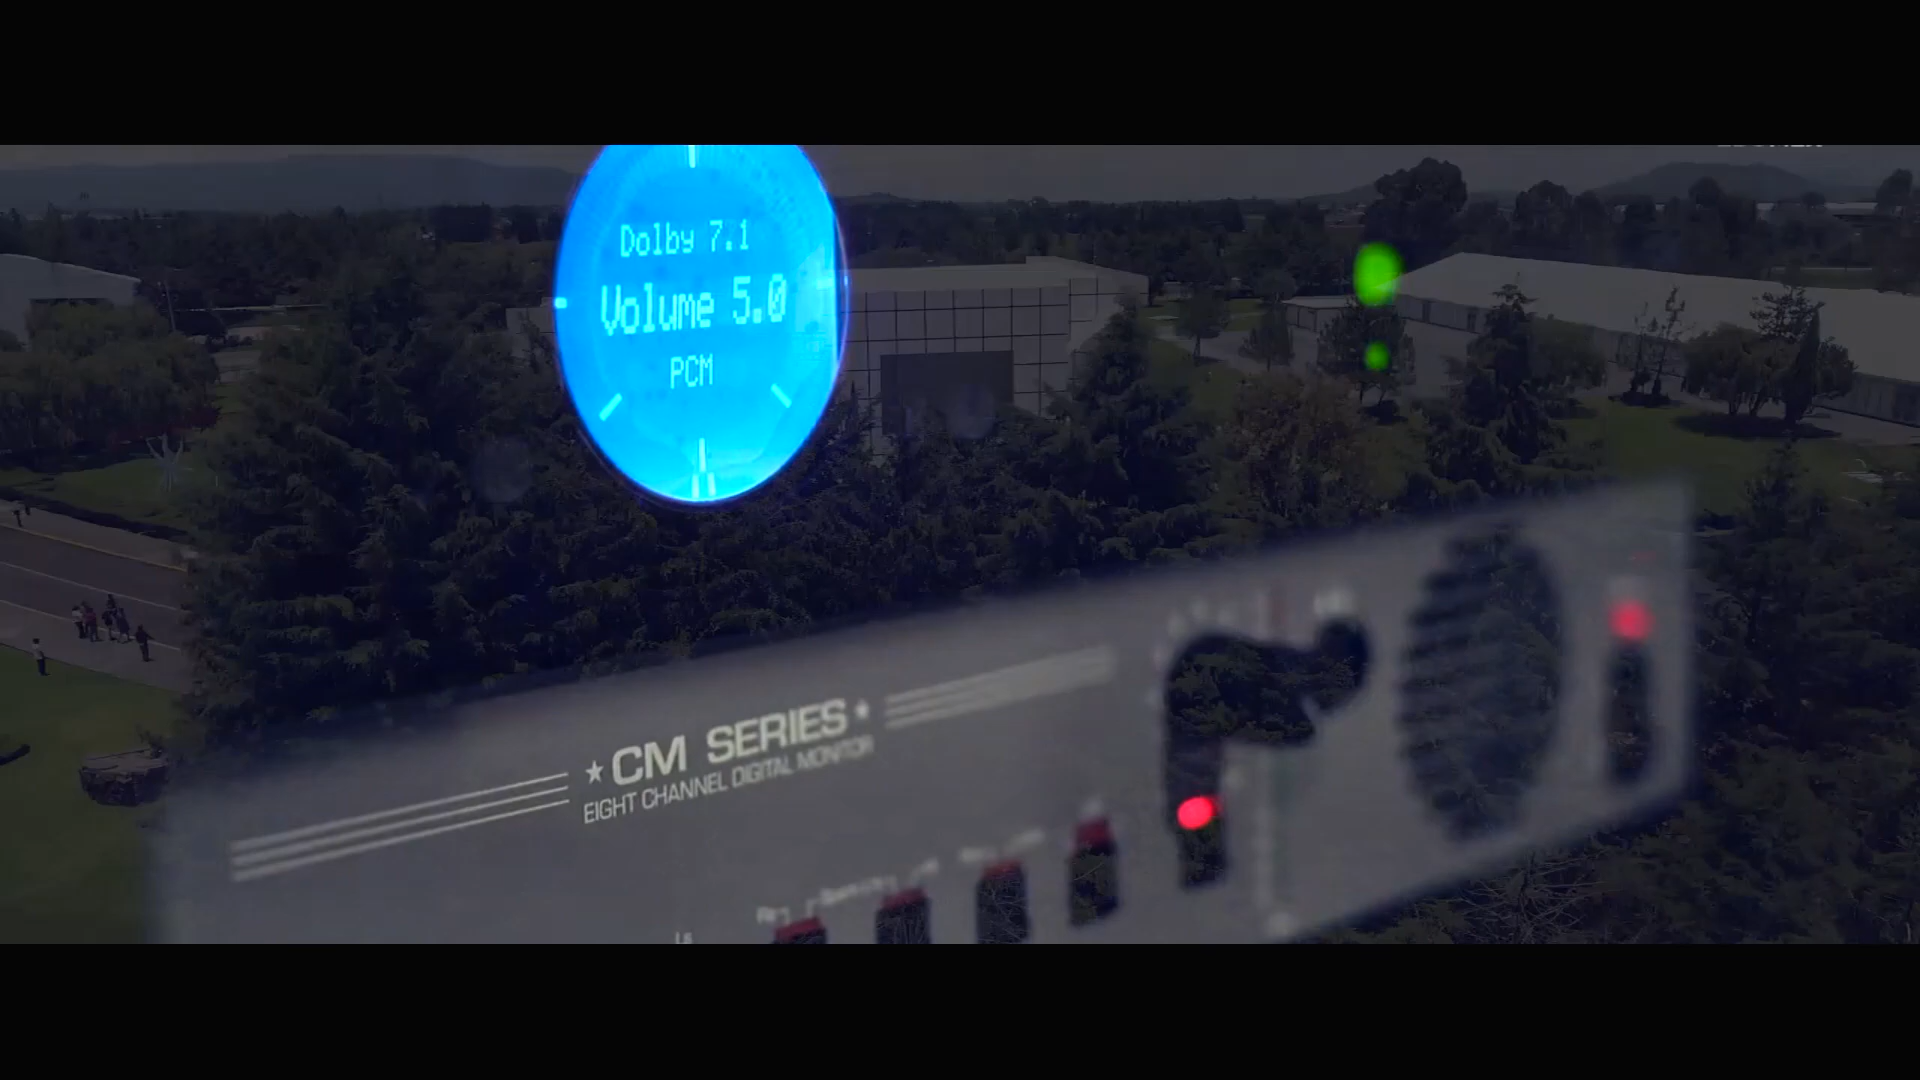 Dolby 7.1
Volume 5.0
PCM
★CM SERIES★
EIGHT CHANNEL DIGITAL MONITOR